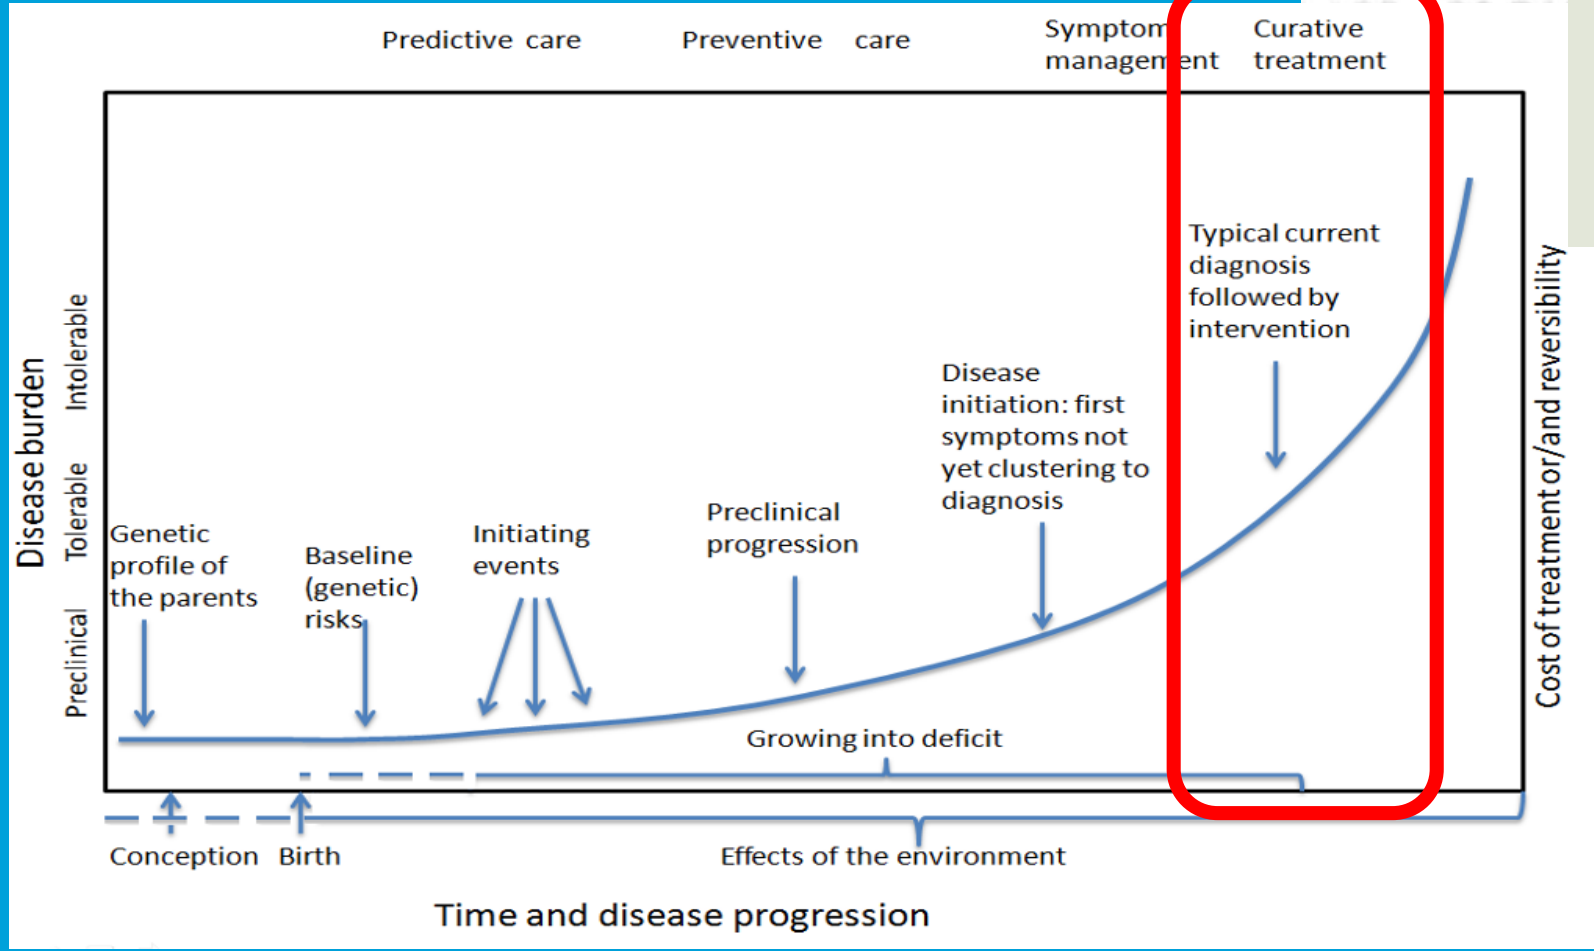 Predictive care
Preventive care
Symptom
management
Curative
treatment
Disease burden
Intolerable
Tolerable
Preclinical
Genetic
profile of
the parents
Baseline
(genetic)
risks
Initiating
events
Preclinical
progression
Disease
initiation: first
symptoms not
yet clustering to
diagnosis
Typical current
diagnosis
followed by
intervention
Cost of treatment or/and reversibility
Growing into deficit
Conception
Birth
Effects of the environment
Time and disease progression